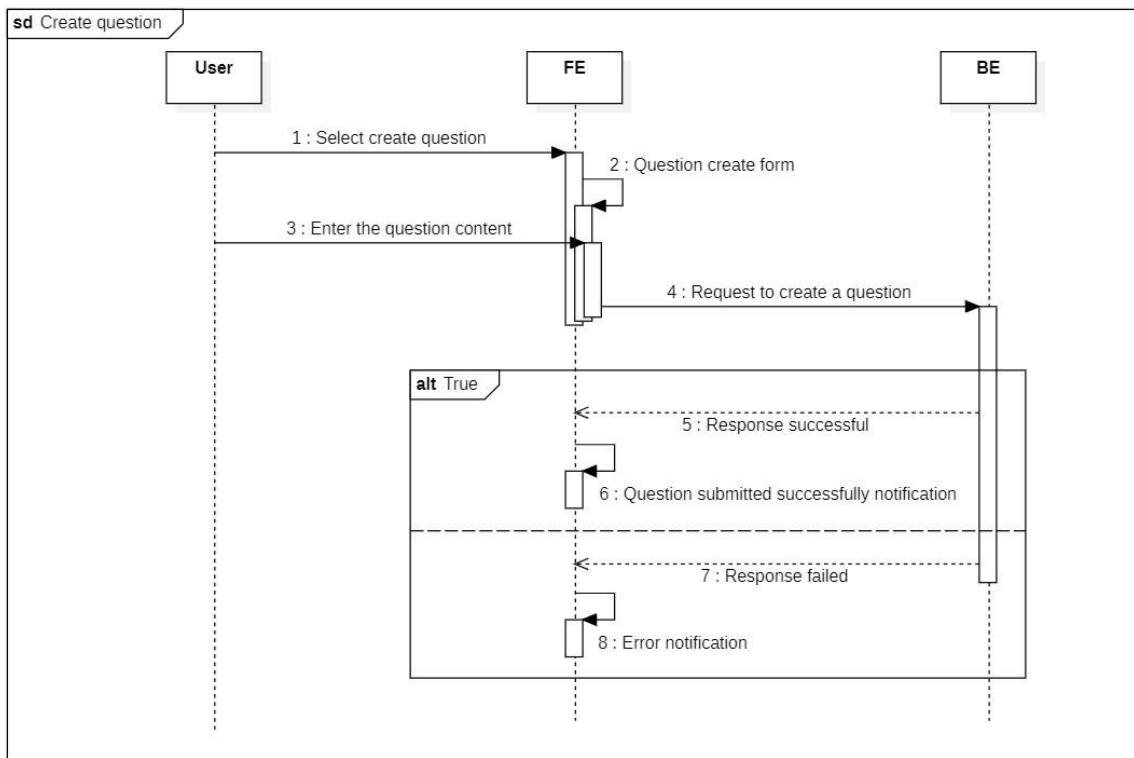 sd Create question
User
FE
BE
1 : Select create question
2 : Question create form
3 : Enter the question content
4 : Request to create a question
alt True
5 : Response successful
6 : Question submitted successfully notification
7 : Response failed
8 : Error notification